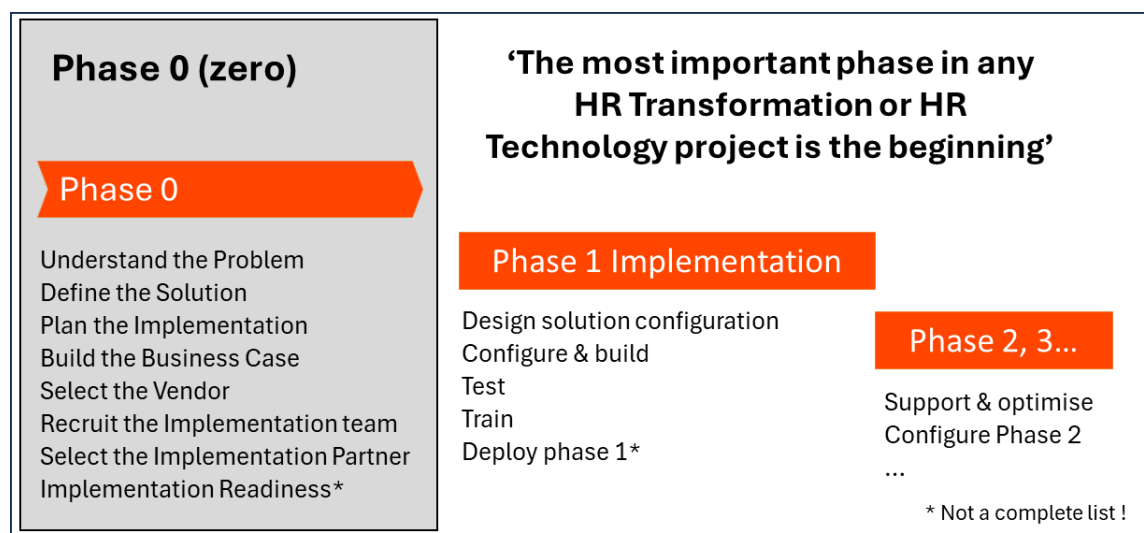 Phase 0 (zero)
Phase 0
Understand the Problem
Define the Solution
Plan the Implementation
Build the Business Case
Select the Vendor
Recruit the Implementation team
Select the Implementation Partner
Implementation Readiness*
‘The most important phase in any
HR Transformation or HR
Technology project is the beginning’
Phase 1 Implementation
Design solution configuration
Configure & build
Test
Train
Deploy phase 1*
Phase 2, 3...
Support & optimise
Configure Phase 2
...
* Not a complete list !